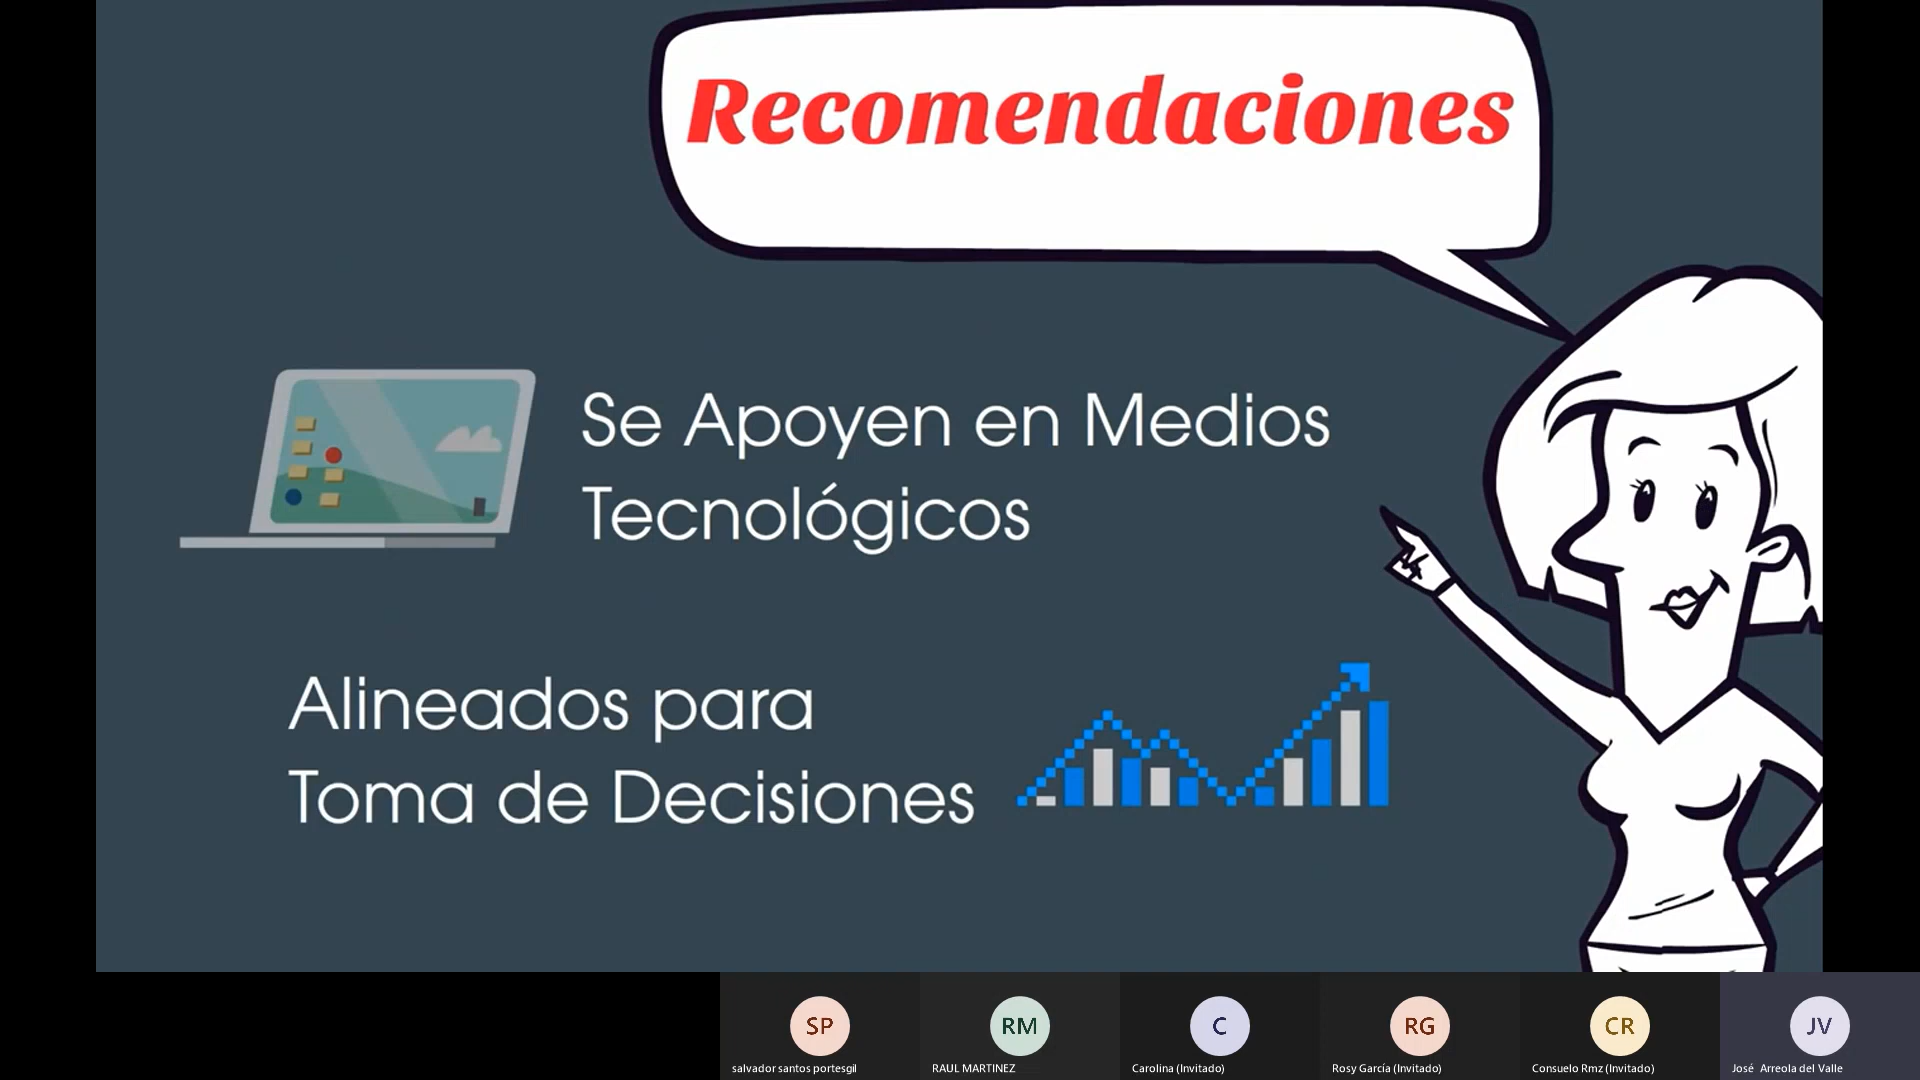 Recomendaciones
Se Apoyen en Medios
Tecnológicos
Alineados para
Toma de Decisiones
SP
RM
C
RG
CR
JV
salvador santos portesgil
RAUL MARTINEZ
Carolina (Invitado)
Rosy García (Invitado)
Consuelo Rmz (Invitado)
José Arreola del Valle